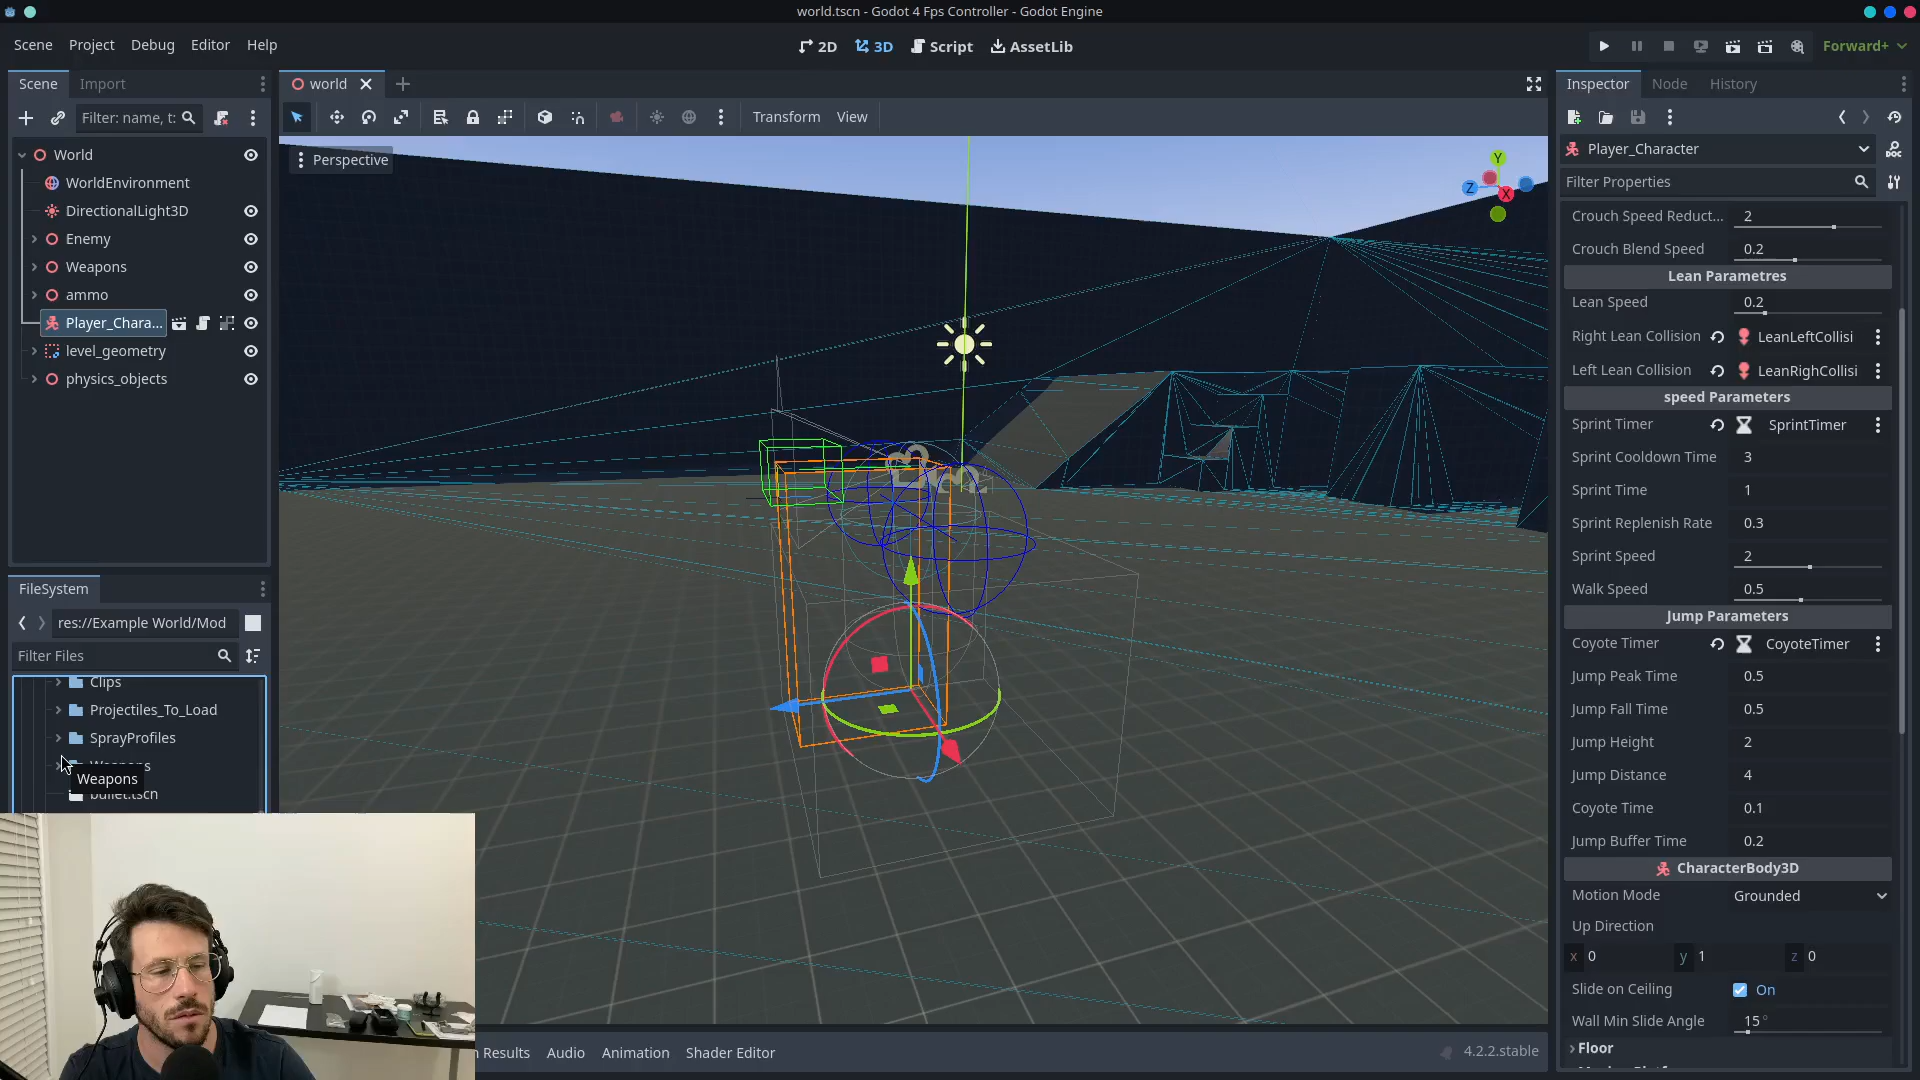 world.tscn - Godot 4 Fps Controller - Godot Engine
Scene Project Debug Editor Help
2D 3D Script AssetLib
Forward+
Scene Import
world
Inspector Node History
Filter: name, t:
Transform View
Perspective
Y
Z
X
World
WorldEnvironment
DirectionalLight3D
Enemy
Weapons
ammo
Player_Chara...
level_geometry
physics_objects
FileSystem
res://Example World/Mod
Filter Files
Clips
Projectiles_To_Load
SprayProfiles
Weapons
Weapons
bullet.tscn
Player_Character
Filter Properties
Crouch Speed Reduct... 2
Crouch Blend Speed 0.2
Lean Parametres
Lean Speed 0.2
Right Lean Collision LeanLeftCollisi
Left Lean Collision LeanRighCollisi
speed Parameters
Sprint Timer SprintTimer
Sprint Cooldown Time 3
Sprint Time 1
Sprint Replenish Rate 0.3
Sprint Speed 2
Walk Speed 0.5
Jump Parameters
Coyote Timer CoyoteTimer
Jump Peak Time 0.5
Jump Fall Time 0.5
Jump Height 2
Jump Distance 4
Coyote Time 0.1
Jump Buffer Time 0.2
CharacterBody3D
Motion Mode Grounded
Up Direction
x 0 y 1 z 0
Slide on Ceiling On
Wall Min Slide Angle 15 °
Floor
Results Audio Animation Shader Editor
4.2.2.stable